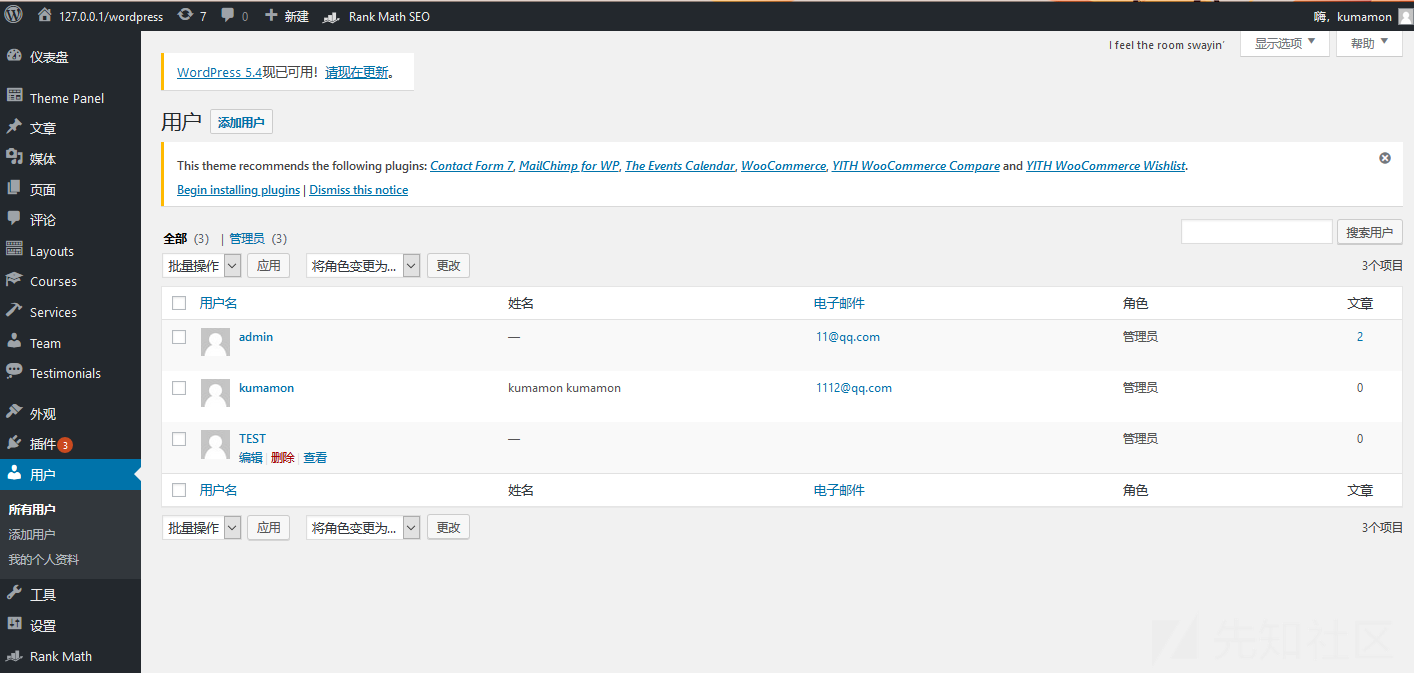 127.0.0.1/wordpress 7 0 新建 Rank Math SEO 嗨，kumamon
仪表盘
Theme Panel
文章
媒体
页面
评论
Layouts
Courses
Services
Team
Testimonials
外观
插件 3
用户
所有用户
添加用户
我的个人资料
工具
设置
Rank Math
I feel the room swayin' 显示选项 帮助
WordPress 5.4现已可用！请现在更新。
用户 添加用户
This theme recommends the following plugins: Contact Form 7, MailChimp for WP, The Events Calendar, WooCommerce, YITH WooCommerce Compare and YITH WooCommerce Wishlist.
Begin installing plugins | Dismiss this notice
全部 (3) | 管理员 (3) 搜索用户
批量操作 应用 将角色变更为... 更改 3个项目
用户名 姓名 电子邮件 角色 文章
admin — 11@qq.com 管理员 2
kumamon kumamon kumamon 1112@qq.com 管理员 0
TEST — 管理员 0
编辑 | 删除 | 查看
用户名 姓名 电子邮件 角色 文章
批量操作 应用 将角色变更为... 更改 3个项目
先知社区